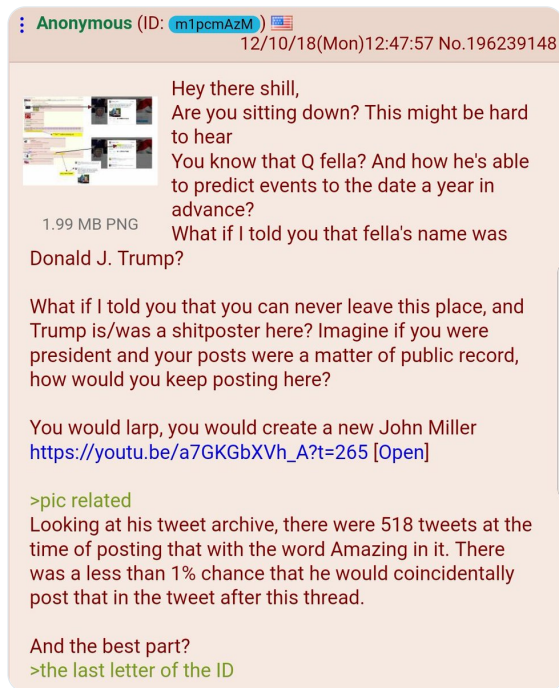 Anonymous (ID: m1pcmAzM)
12/10/18(Mon)12:47:57 No.196239148
1.99 MB PNG
Hey there shill,
Are you sitting down? This might be hard
to hear
You know that Q fella? And how he's able
to predict events to the date a year in
advance?
What if I told you that fella's name was
Donald J. Trump?
What if I told you that you can never leave this place, and
Trump is/was a shitposter here? Imagine if you were
president and your posts were a matter of public record,
how would you keep posting here?
You would larp, you would create a new John Miller
https://youtu.be/a7GKGbXVh_A?t=265 [Open]
>pic related
Looking at his tweet archive, there were 518 tweets at the
time of posting that with the word Amazing in it. There
was a less than 1% chance that he would coincidentally
post that in the tweet after this thread.
And the best part?
>the last letter of the ID